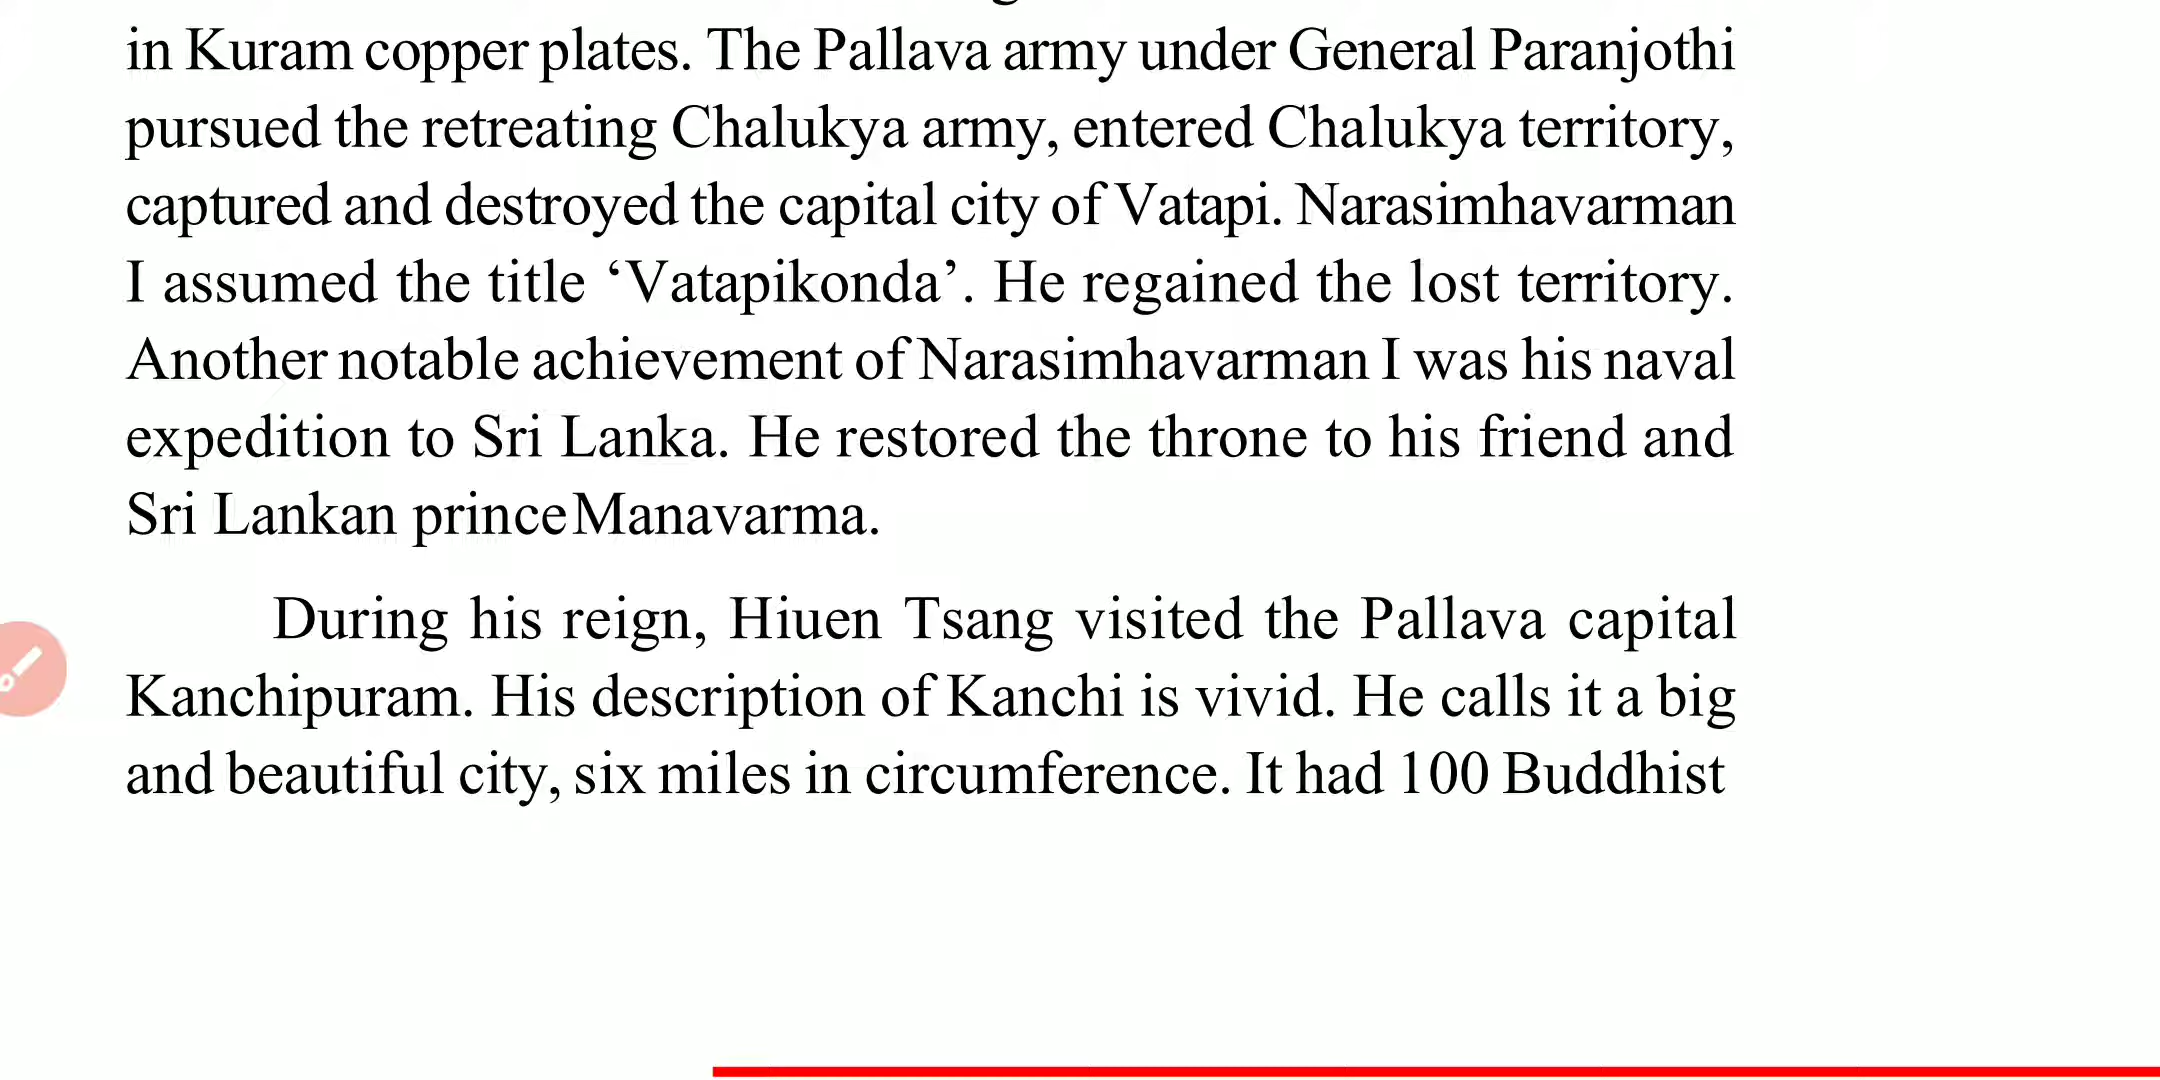 in Kuram copper plates. The Pallava army under General Paranjothi
pursued the retreating Chalukya army, entered Chalukya territory,
captured and destroyed the capital city of Vatapi. Narasimhavarman
I assumed the title ‘Vatapikonda’. He regained the lost territory.
Another notable achievement of Narasimhavarman I was his naval
expedition to Sri Lanka. He restored the throne to his friend and
Sri Lankan prince Manavarma.
During his reign, Hiuen Tsang visited the Pallava capital
Kanchipuram. His description of Kanchi is vivid. He calls it a big
and beautiful city, six miles in circumference. It had 100 Buddhist